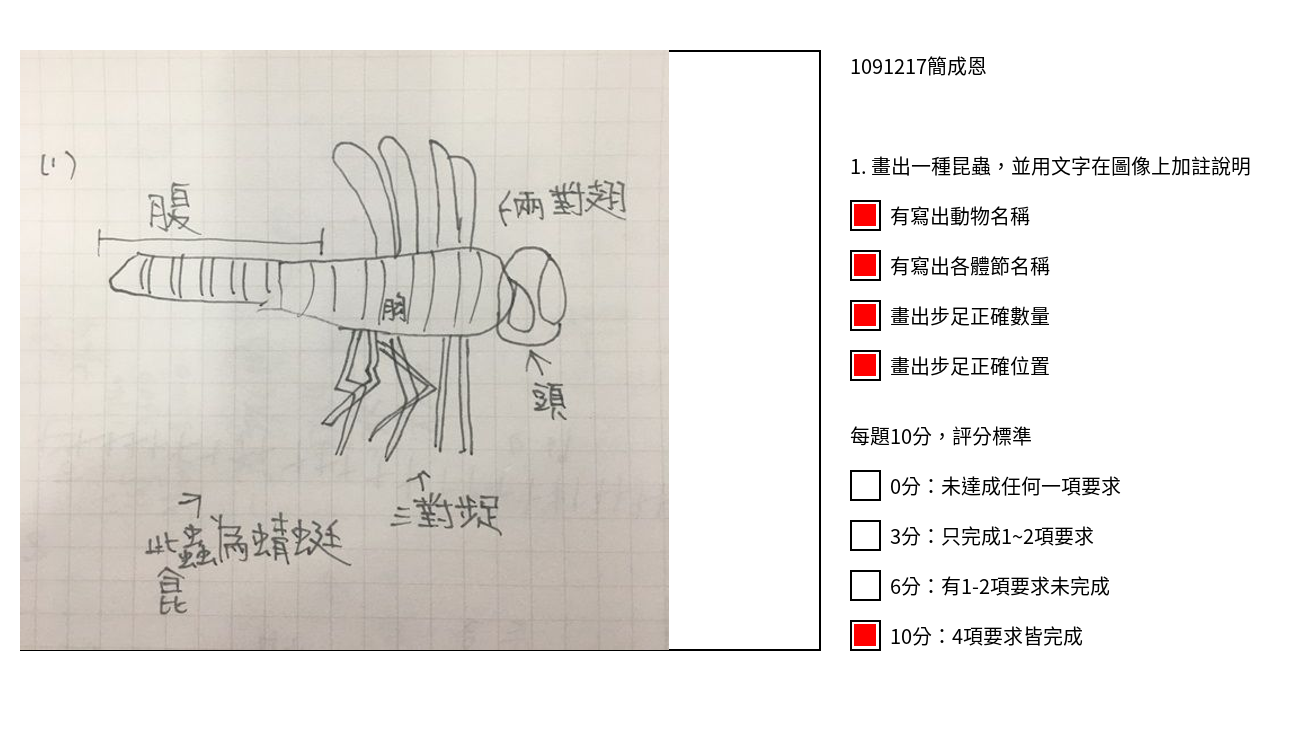 (1)
腹
←兩對翅
胸
↑
頭
↑
三對步足
此昆蟲為蜻蜓
1091217簡成恩
1. 畫出一種昆蟲，並用文字在圖像上加註說明
有寫出動物名稱
有寫出各體節名稱
畫出步足正確數量
畫出步足正確位置
每題10分，評分標準
0分：未達成任何一項要求
3分：只完成1~2項要求
6分：有1-2項要求未完成
10分：4項要求皆完成